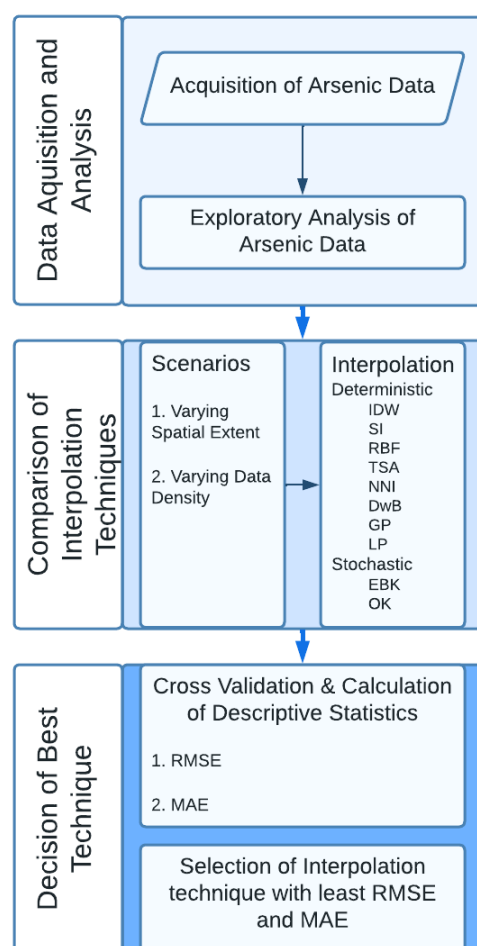 Data Aquisition and
Analysis
Acquisition of Arsenic Data
Exploratory Analysis of
Arsenic Data
Comparison of
Interpolation
Techniques
Scenarios
1. Varying
Spatial Extent
2. Varying Data
Density
Interpolation
Deterministic
IDW
SI
RBF
TSA
NNI
DwB
GP
LP
Stochastic
EBK
OK
Decision of Best
Technique
Cross Validation & Calculation
of Descriptive Statistics
1. RMSE
2. MAE
Selection of Interpolation
technique with least RMSE
and MAE